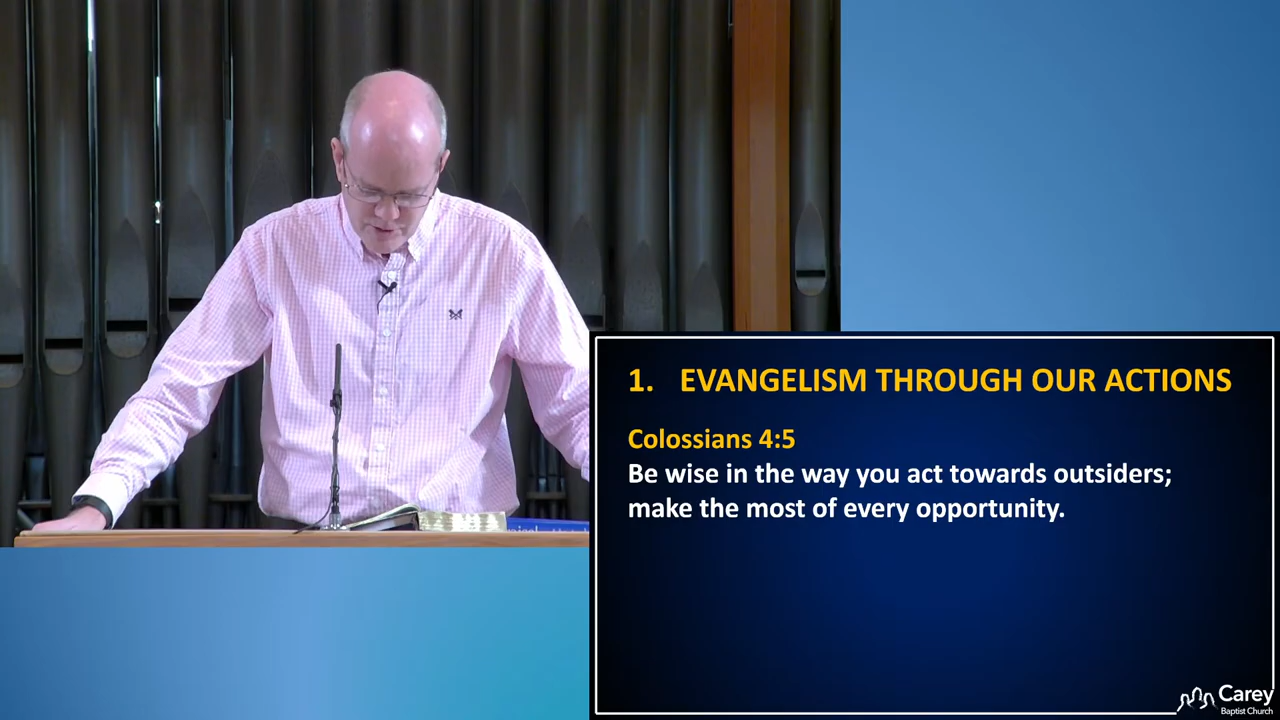 1. EVANGELISM THROUGH OUR ACTIONS
Colossians 4:5
Be wise in the way you act towards outsiders;
make the most of every opportunity.
Carey
Baptist Church